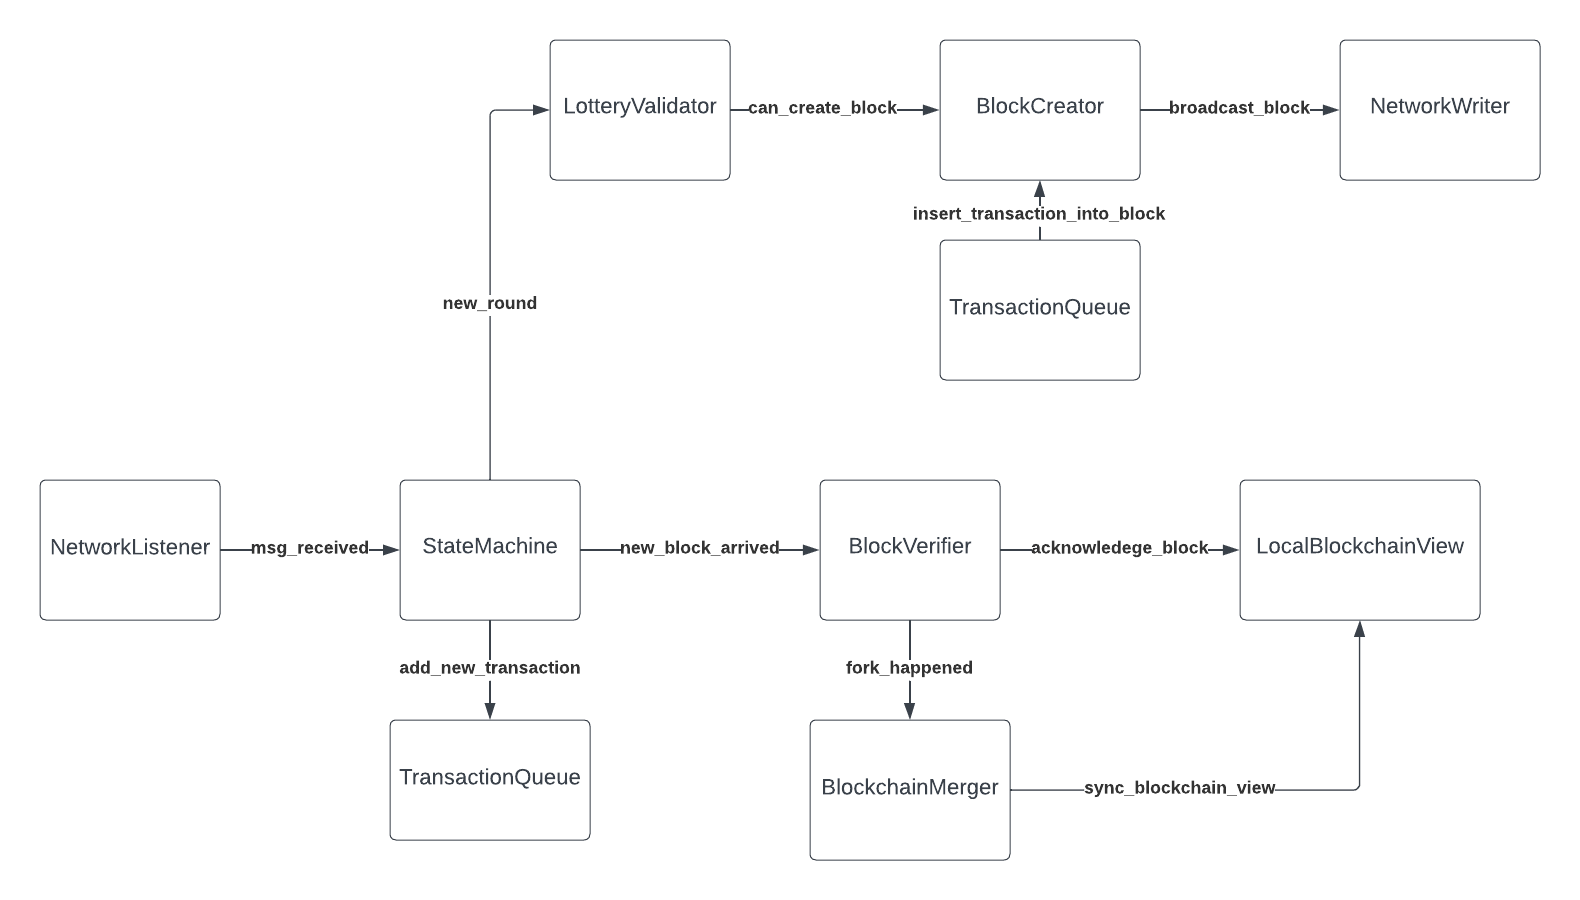 LotteryValidator
can_create_block
BlockCreator
broadcast_block
NetworkWriter
insert_transaction_into_block
TransactionQueue
new_round
NetworkListener
msg_received
StateMachine
new_block_arrived
BlockVerifier
acknowledege_block
LocalBlockchainView
add_new_transaction
fork_happened
TransactionQueue
BlockchainMerger
sync_blockchain_view